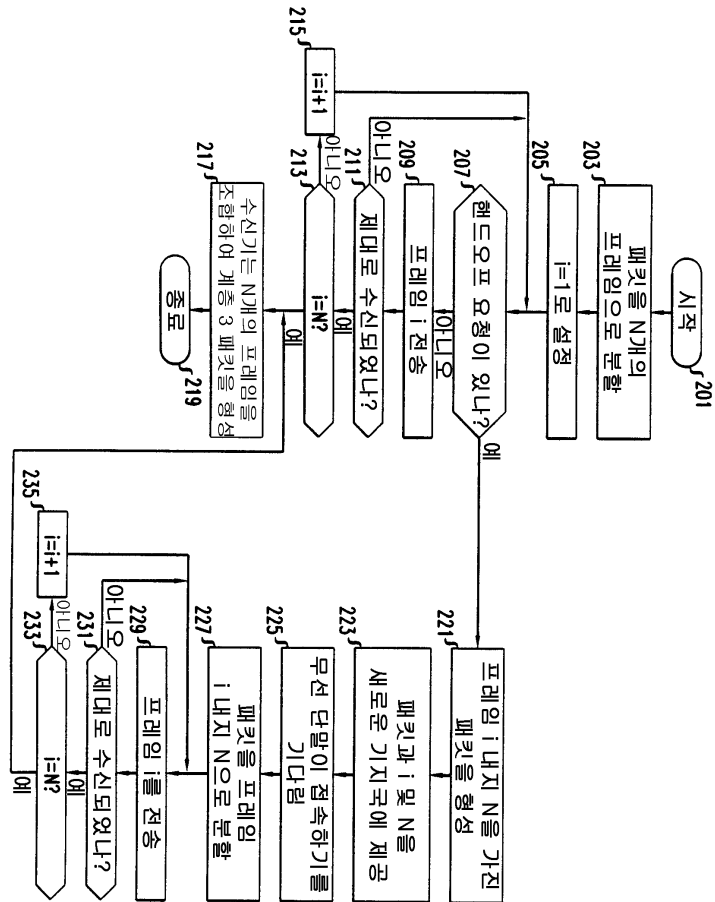 시작
201
203
패킷을 N개의
프레임으로 분할
205
i=1로 설정
207
핸드오프 요청이 있나?
예
아니오
209
프레임 i 전송
211
제대로 수신되었나?
아니오
예
213
i=N?
아니오
예
215
i=i+1
217
수신기는 N개의 프레임을
조합하여 계층 3 패킷을 형성
종료
219
221
프레임 i 내지 N을 가진
패킷을 형성
223
패킷과 i 및 N을
새로운 기지국에 제공
225
무선 단말이 접속하기를
기다림
227
패킷을 프레임
i 내지 N으로 분할
229
프레임 i를 전송
231
제대로 수신되었나?
아니오
예
233
i=N?
아니오
예
235
i=i+1